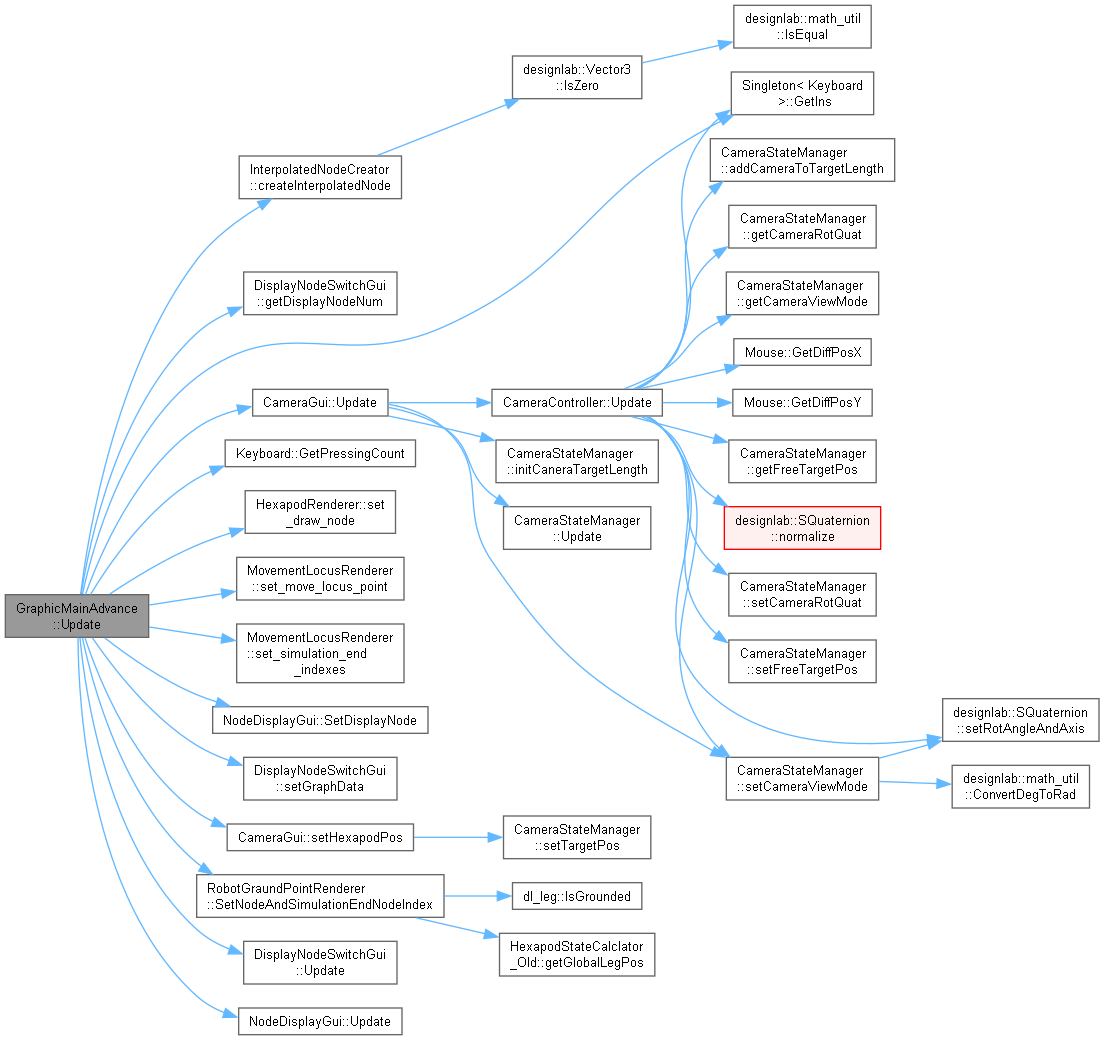 designlab::math_util
::IsEqual
designlab::Vector3
::IsZero
Singleton< Keyboard
>::GetIns
InterpolatedNodeCreator
::createInterpolatedNode
CameraStateManager
::addCameraToTargetLength
CameraStateManager
::getCameraRotQuat
DisplayNodeSwitchGui
::getDisplayNodeNum
CameraStateManager
::getCameraViewMode
Mouse::GetDiffPosX
CameraGui::Update
CameraController::Update
Mouse::GetDiffPosY
Keyboard::GetPressingCount
CameraStateManager
::initCaneraTargetLength
CameraStateManager
::getFreeTargetPos
HexapodRenderer::set
_draw_node
CameraStateManager
::Update
designlab::SQuaternion
::normalize
MovementLocusRenderer
::set_move_locus_point
CameraStateManager
::setCameraRotQuat
GraphicMainAdvance
::Update
MovementLocusRenderer
::set_simulation_end
_indexes
CameraStateManager
::setFreeTargetPos
NodeDisplayGui::SetDisplayNode
designlab::SQuaternion
::setRotAngleAndAxis
DisplayNodeSwitchGui
::setGraphData
CameraStateManager
::setCameraViewMode
designlab::math_util
::ConvertDegToRad
CameraGui::setHexapodPos
CameraStateManager
::setTargetPos
RobotGraundPointRenderer
::SetNodeAndSimulationEndNodeIndex
dl_leg::IsGrounded
HexapodStateCalclator
_Old::getGlobalLegPos
DisplayNodeSwitchGui
::Update
NodeDisplayGui::Update